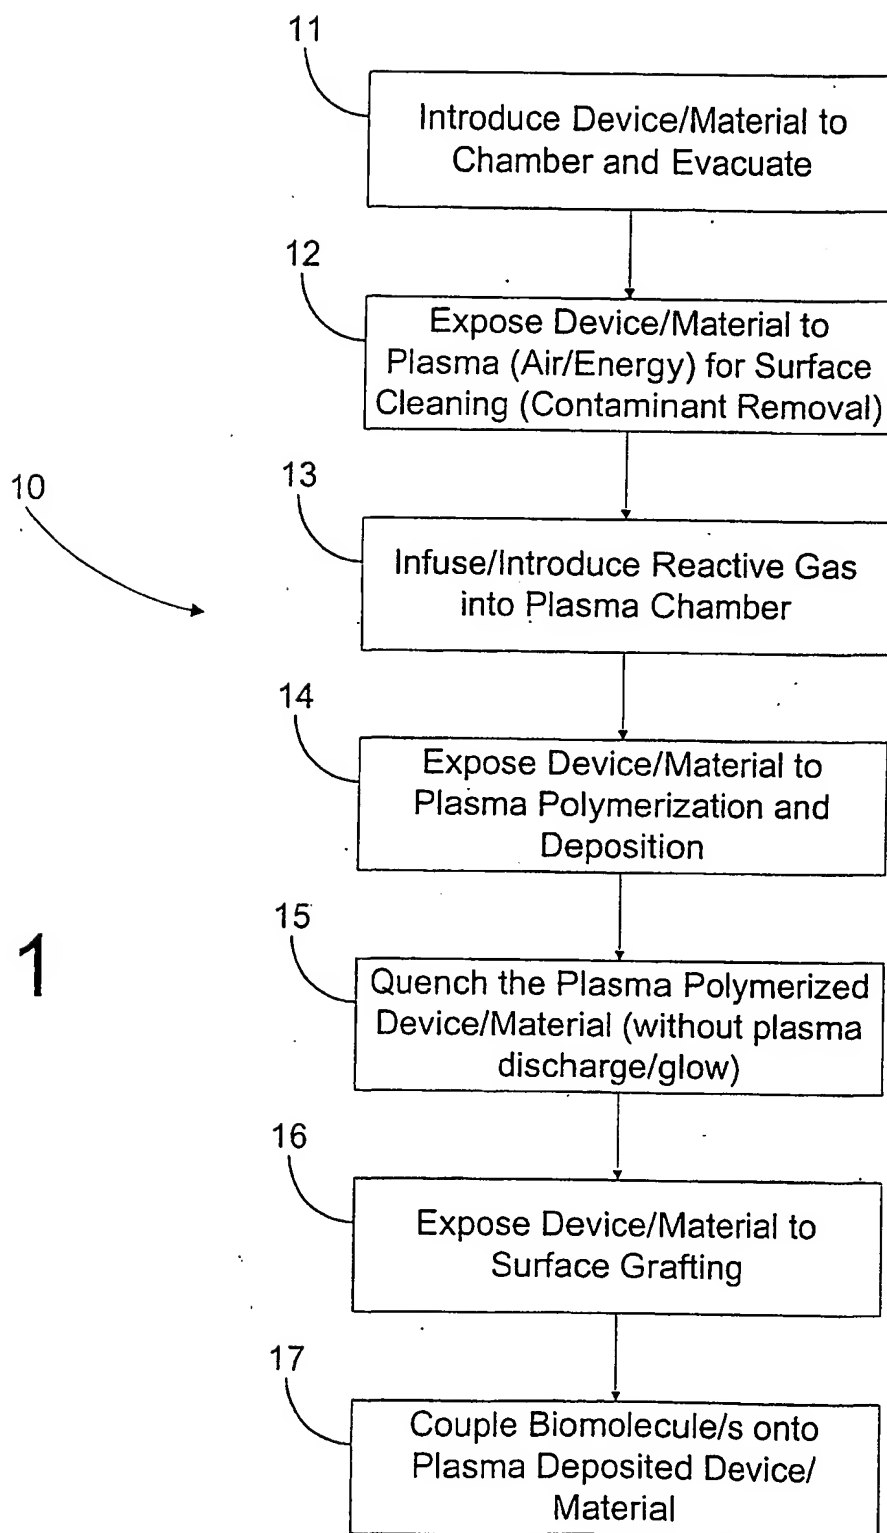 11
Introduce Device/Material to
Chamber and Evacuate
12
Expose Device/Material to
Plasma (Air/Energy) for Surface
Cleaning (Contaminant Removal)
10
13
Infuse/Introduce Reactive Gas
into Plasma Chamber
14
Expose Device/Material to
Plasma Polymerization and
Deposition
1
15
Quench the Plasma Polymerized
Device/Material (without plasma
discharge/glow)
16
Expose Device/Material to
Surface Grafting
17
Couple Biomolecule/s onto
Plasma Deposited Device/
Material